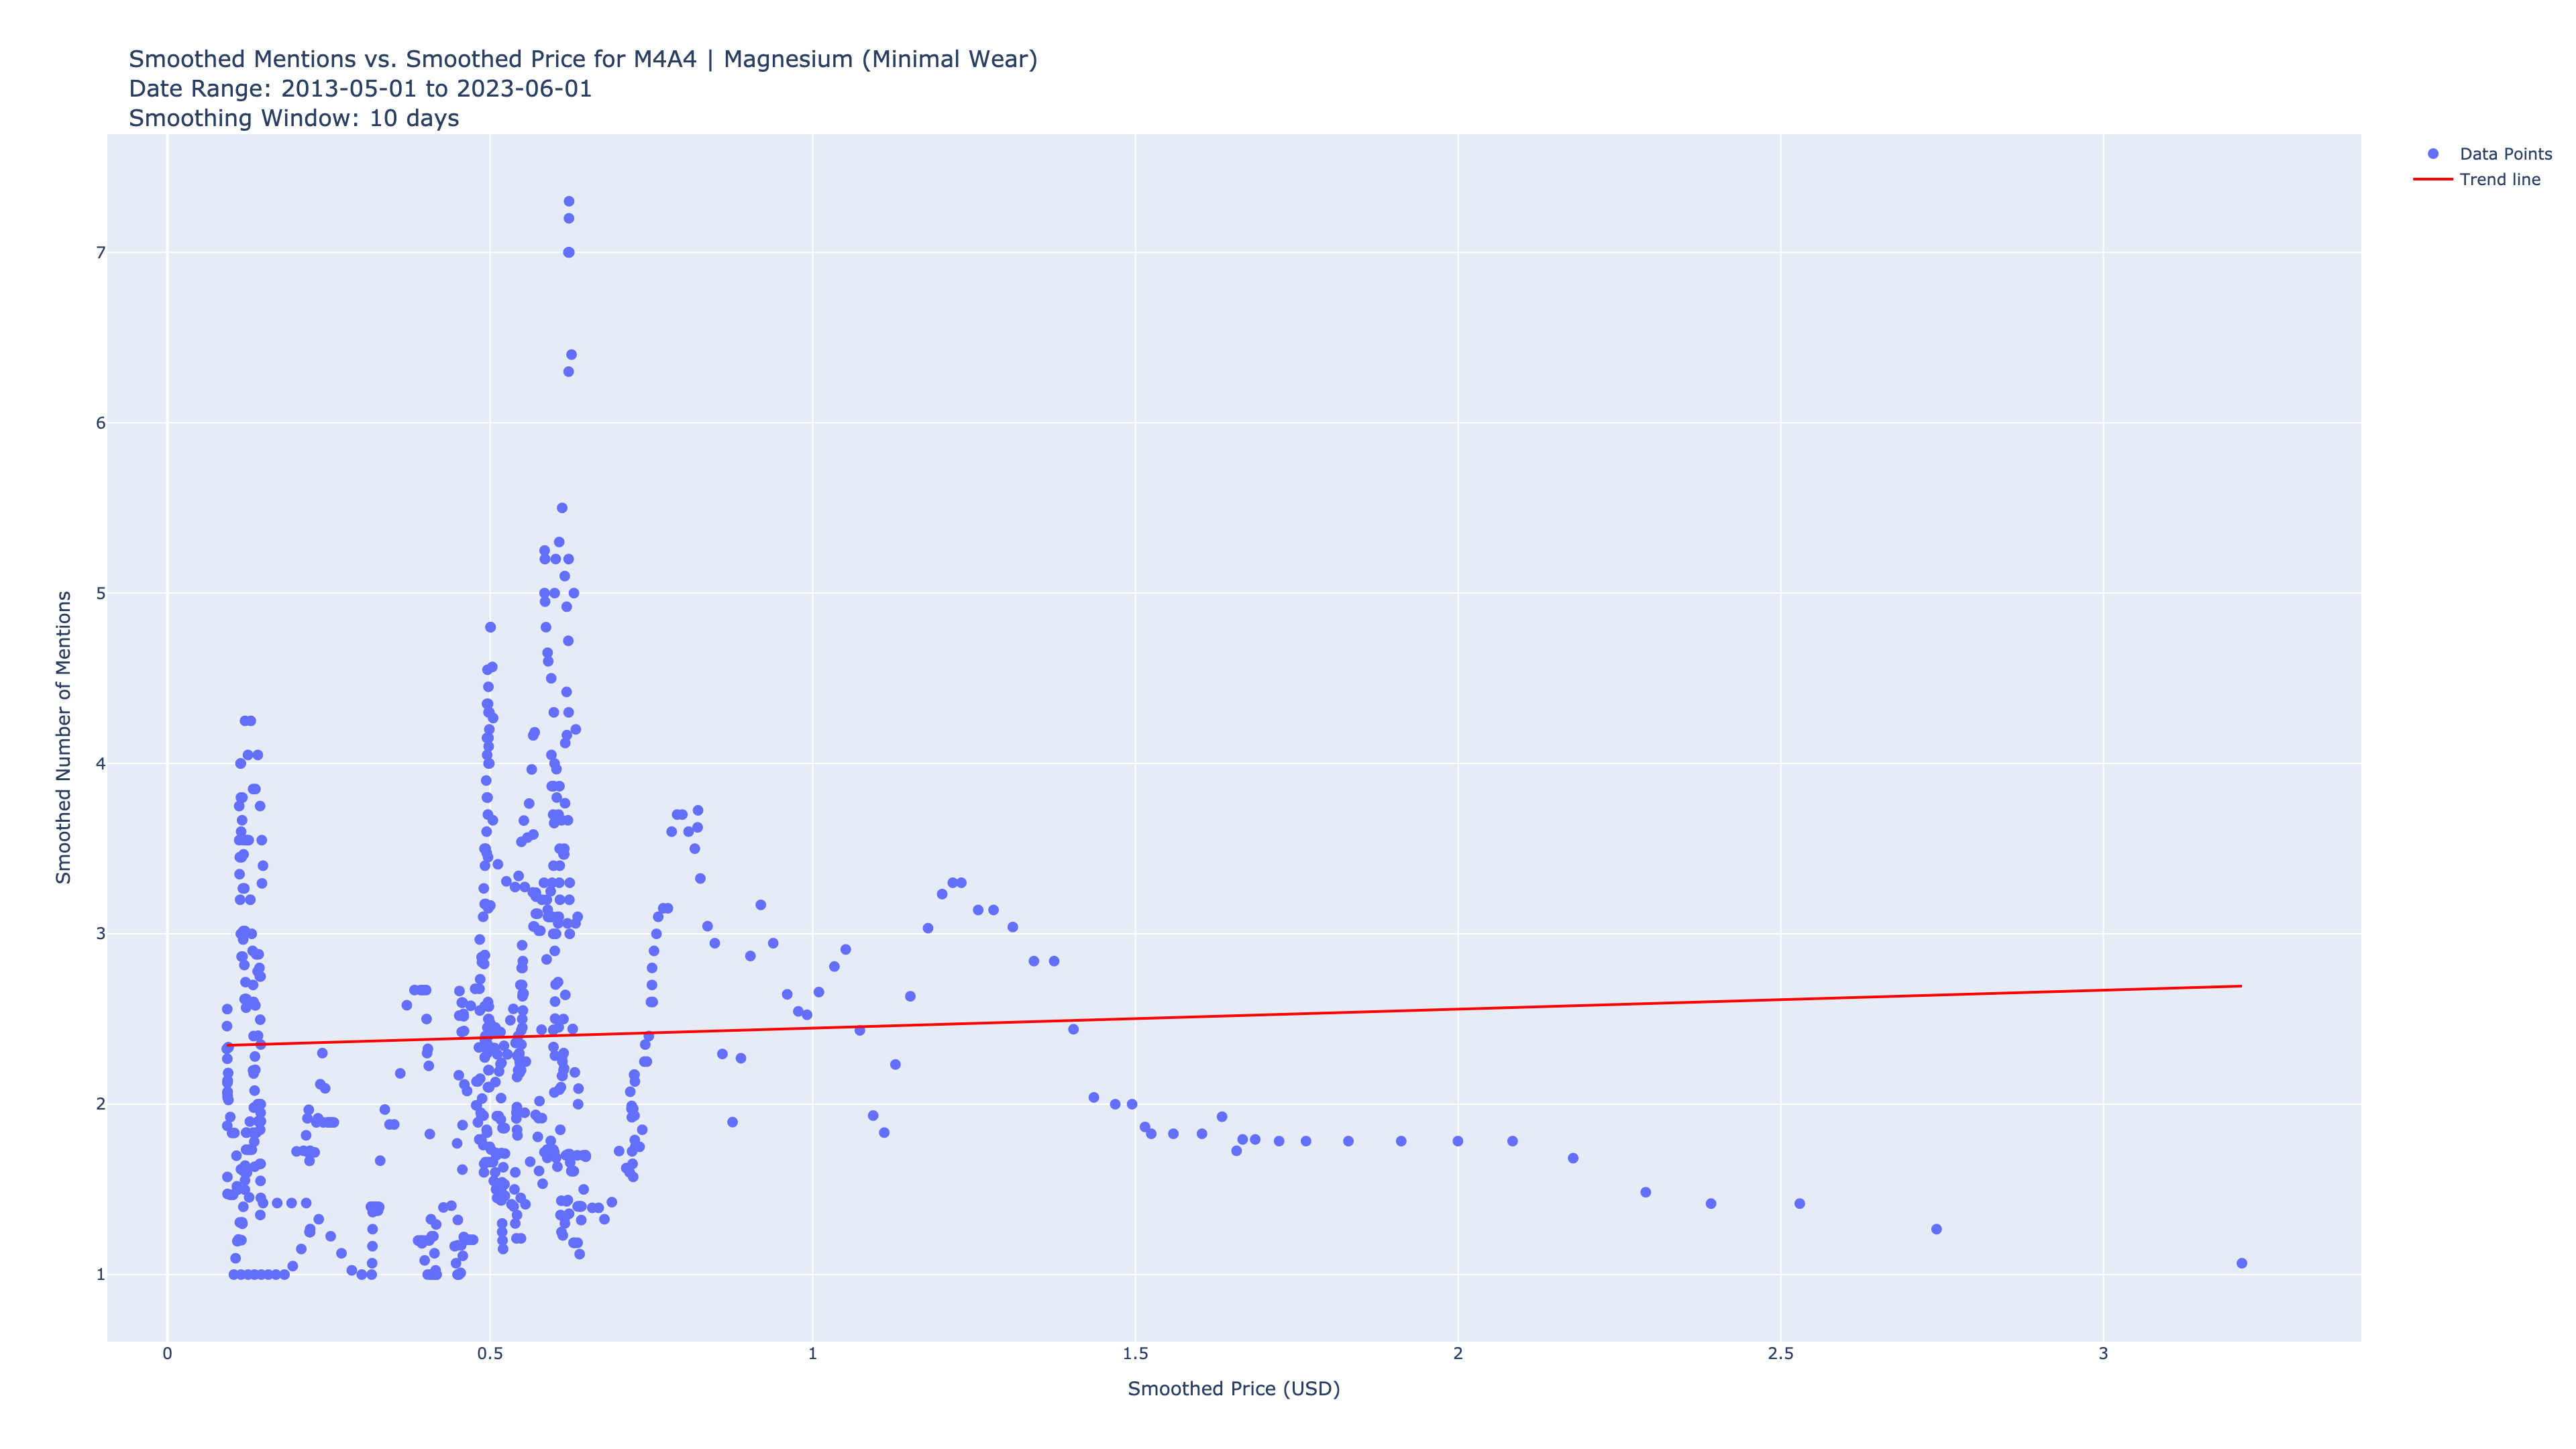 Smoothed Mentions vs. Smoothed Price for M4A4 | Magnesium (Minimal Wear)
Date Range: 2013-05-01 to 2023-06-01
Smoothing Window: 10 days
Data Points
Trend line
Smoothed Number of Mentions
7
6
5
4
3
2
1
0 0.5 1 1.5 2 2.5 3
Smoothed Price (USD)